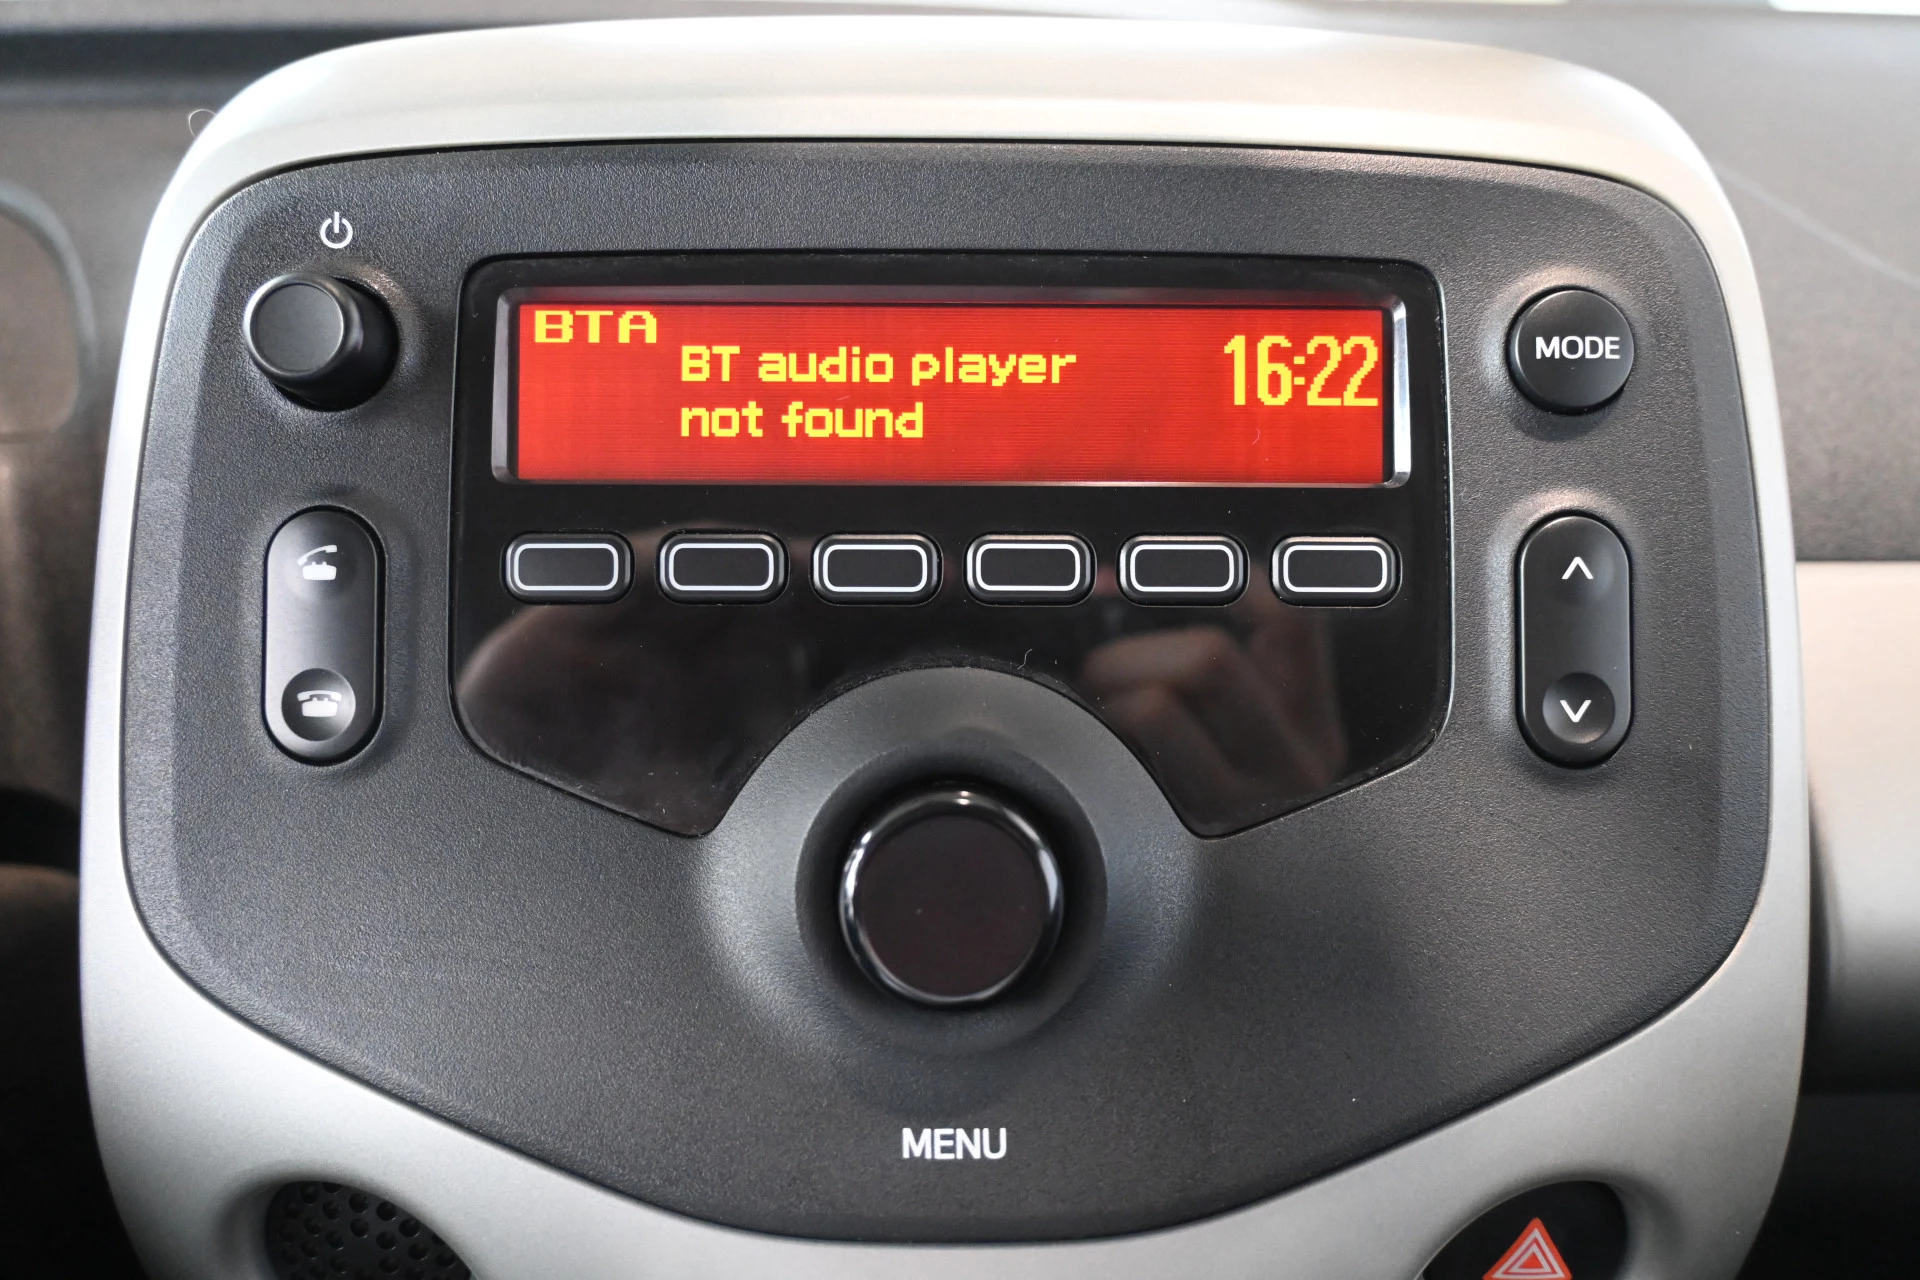 BTA
BT audio player
not found
16:22
MODE
MENU